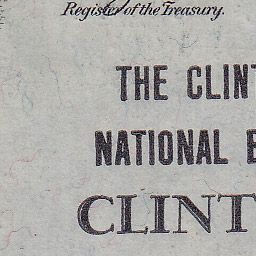 Register of the Treasury.
THE CLINT
NATIONAL B
CLINT